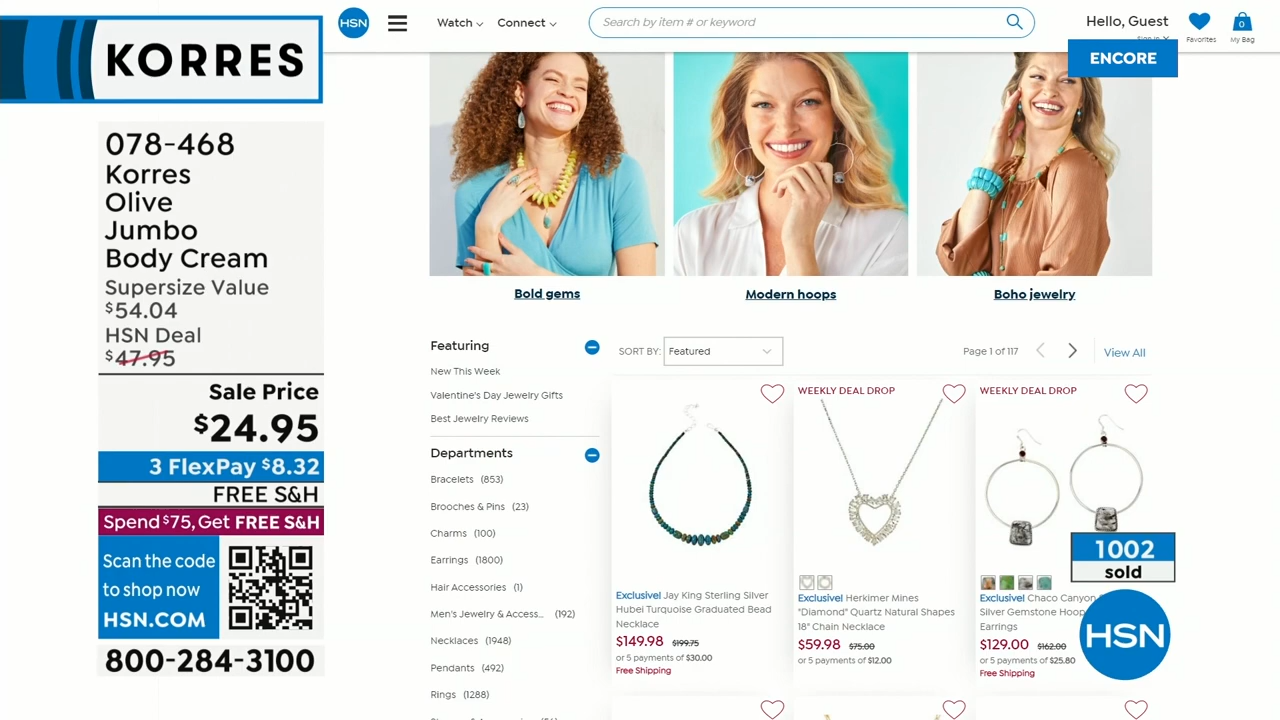 KORRES
078-468
Korres
Olive
Jumbo
Body Cream
Supersize Value
$54.04
HSN Deal
$47.95
Sale Price
$24.95
3 FlexPay $8.32
FREE S&H
Spend $75, Get FREE S&H
Scan the code
to shop now
HSN.COM
800-284-3100
HSN
Watch
Connect
Search by item # or keyword
Hello, Guest
Sign in
Favorites
0
My Bag
ENCORE
Bold gems
Modern hoops
Boho jewelry
Featuring
New This Week
Valentine's Day Jewelry Gifts
Best Jewelry Reviews
Departments
Bracelets (853)
Brooches & Pins (23)
Charms (100)
Earrings (1800)
Hair Accessories (1)
Men's Jewelry & Access... (192)
Necklaces (1948)
Pendants (492)
Rings (1288)
SORT BY: Featured
Page 1 of 117
View All
Exclusive! Jay King Sterling Silver
Hubei Turquoise Graduated Bead
Necklace
$149.98 $199.75
or 5 payments of $30.00
Free Shipping
WEEKLY DEAL DROP
Exclusive! Herkimer Mines
"Diamond" Quartz Natural Shapes
18" Chain Necklace
$59.98 $75.00
or 5 payments of $12.00
WEEKLY DEAL DROP
Exclusive! Chaco Canyon
Silver Gemstone Hoop
Earrings
$129.00 $162.00
or 5 payments of $25.80
Free Shipping
1002
sold
HSN